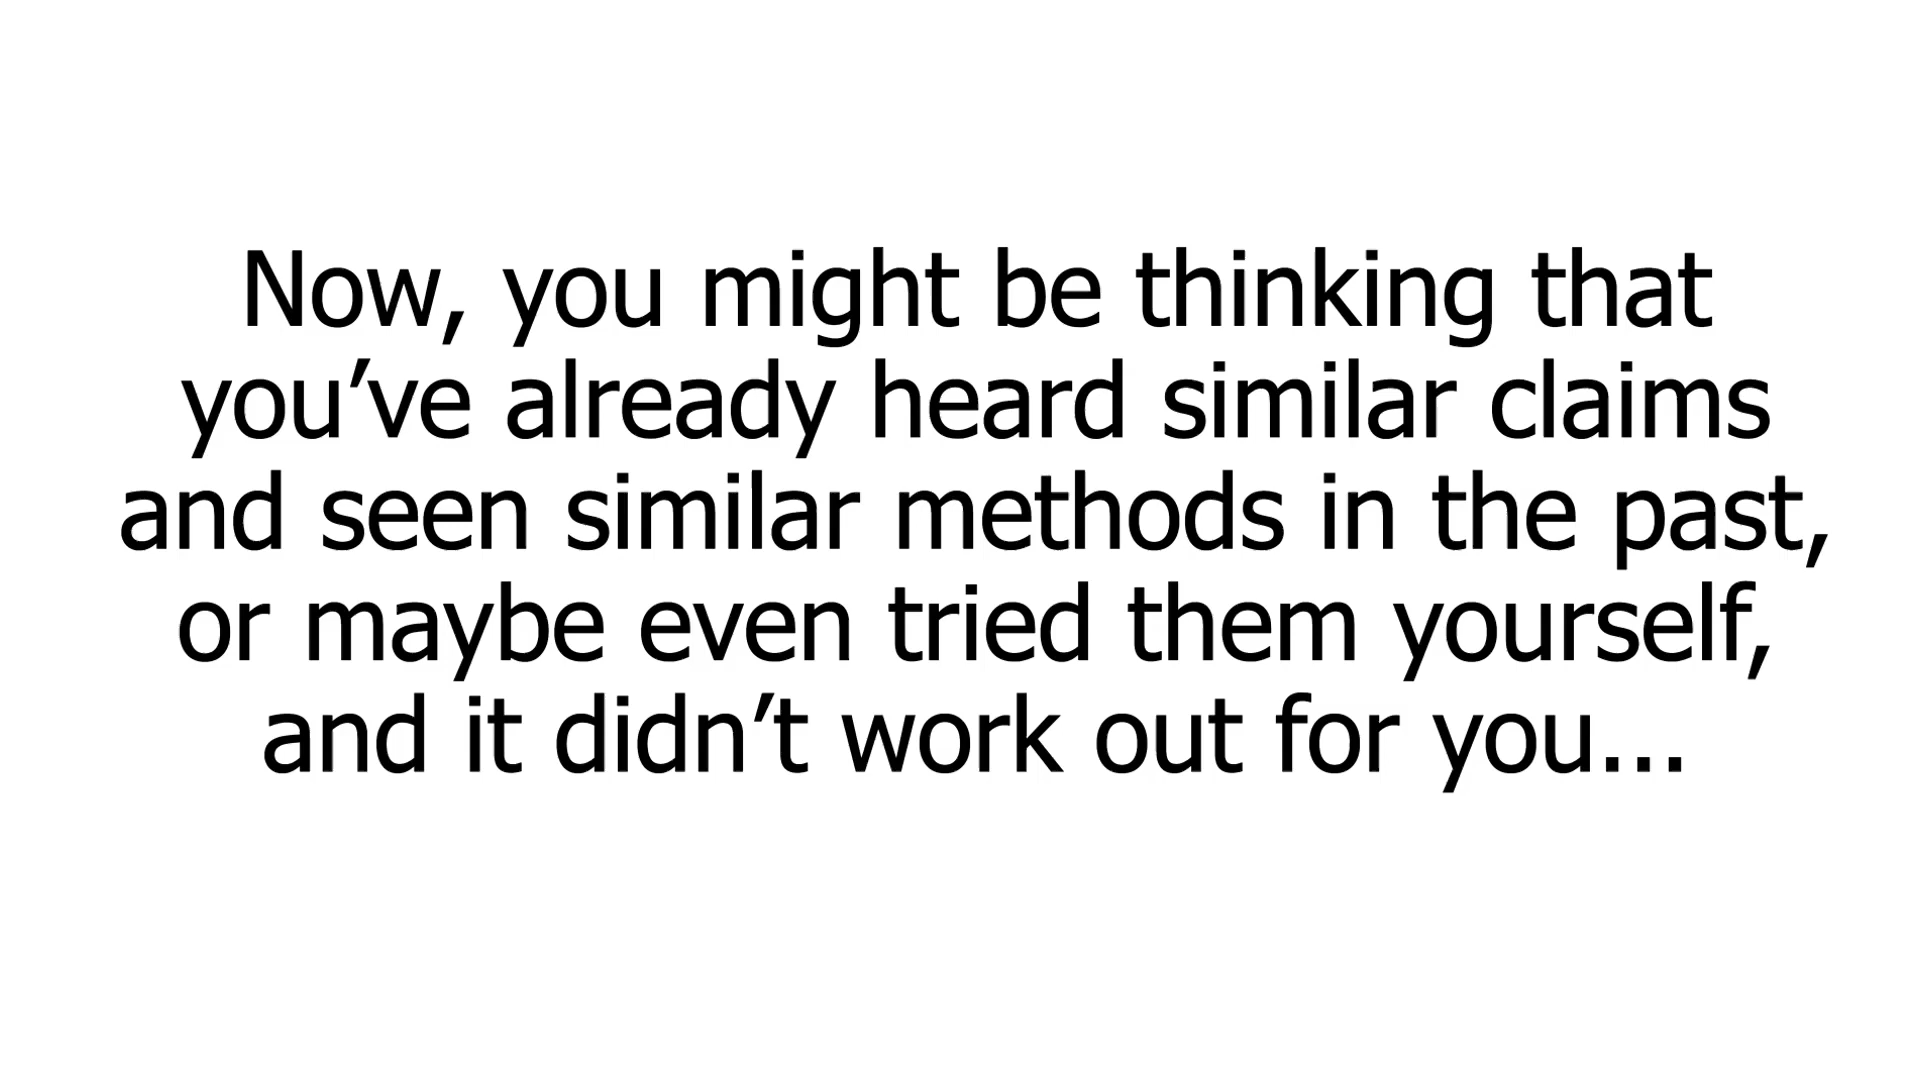 Now, you might be thinking that
you’ve already heard similar claims
and seen similar methods in the past,
or maybe even tried them yourself,
and it didn’t work out for you...